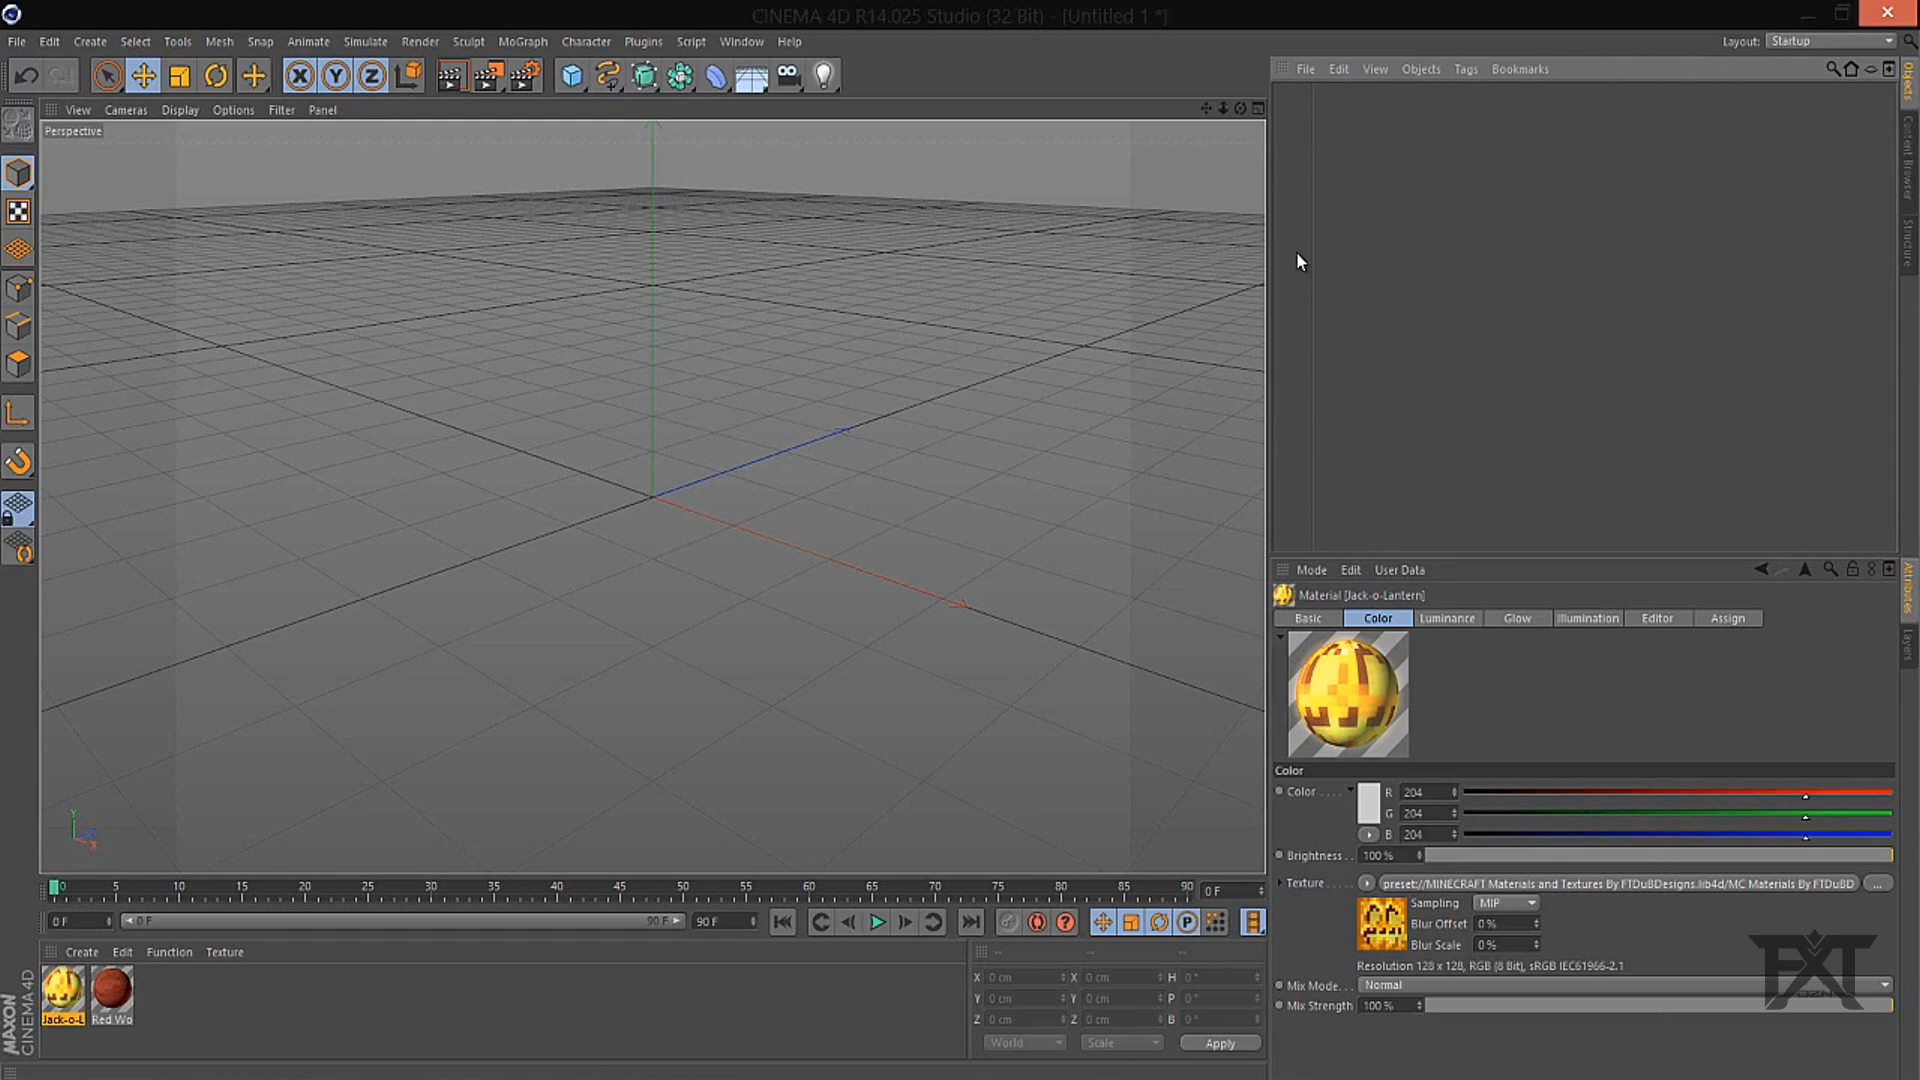 CINEMA 4D R14.025 Studio (32 Bit) - [Untitled 1 *]
File Edit Create Select Tools Mesh Snap Animate Simulate Render Sculpt MoGraph Character Plugins Script Window Help
Layout: Startup
X Y Z
File Edit View Objects Tags Bookmarks
Objects
Content Browser
Structure
View Cameras Display Options Filter Panel
Perspective
Y
Z
X
Mode Edit User Data
Attributes
Layers
Material [Jack-o-Lantern]
Basic Color Luminance Glow Illumination Editor Assign
Color
Color . . . . R 204
G 204
B 204
Brightness . . 100 %
Texture . . . . . preset://MINECRAFT Materials and Textures By FTDuBDesigns.lib4d/MC Materials By FTDuBD ...
Sampling MIP
Blur Offset 0 %
Blur Scale 0 %
Resolution 128 x 128, RGB (8 Bit), sRGB IEC61966-2.1
Mix Mode. . . Normal
Mix Strength 100 %
0 5 10 15 20 25 30 35 40 45 50 55 60 65 70 75 80 85 90 0 F
0 F 0 F 90 F 90 F
P
Create Edit Function Texture
Jack-o-L Red Wo
-- -- --
X 0 cm X 0 cm H 0 °
Y 0 cm Y 0 cm P 0 °
Z 0 cm Z 0 cm B 0 °
World Scale Apply
MAXON
CINEMA 4D